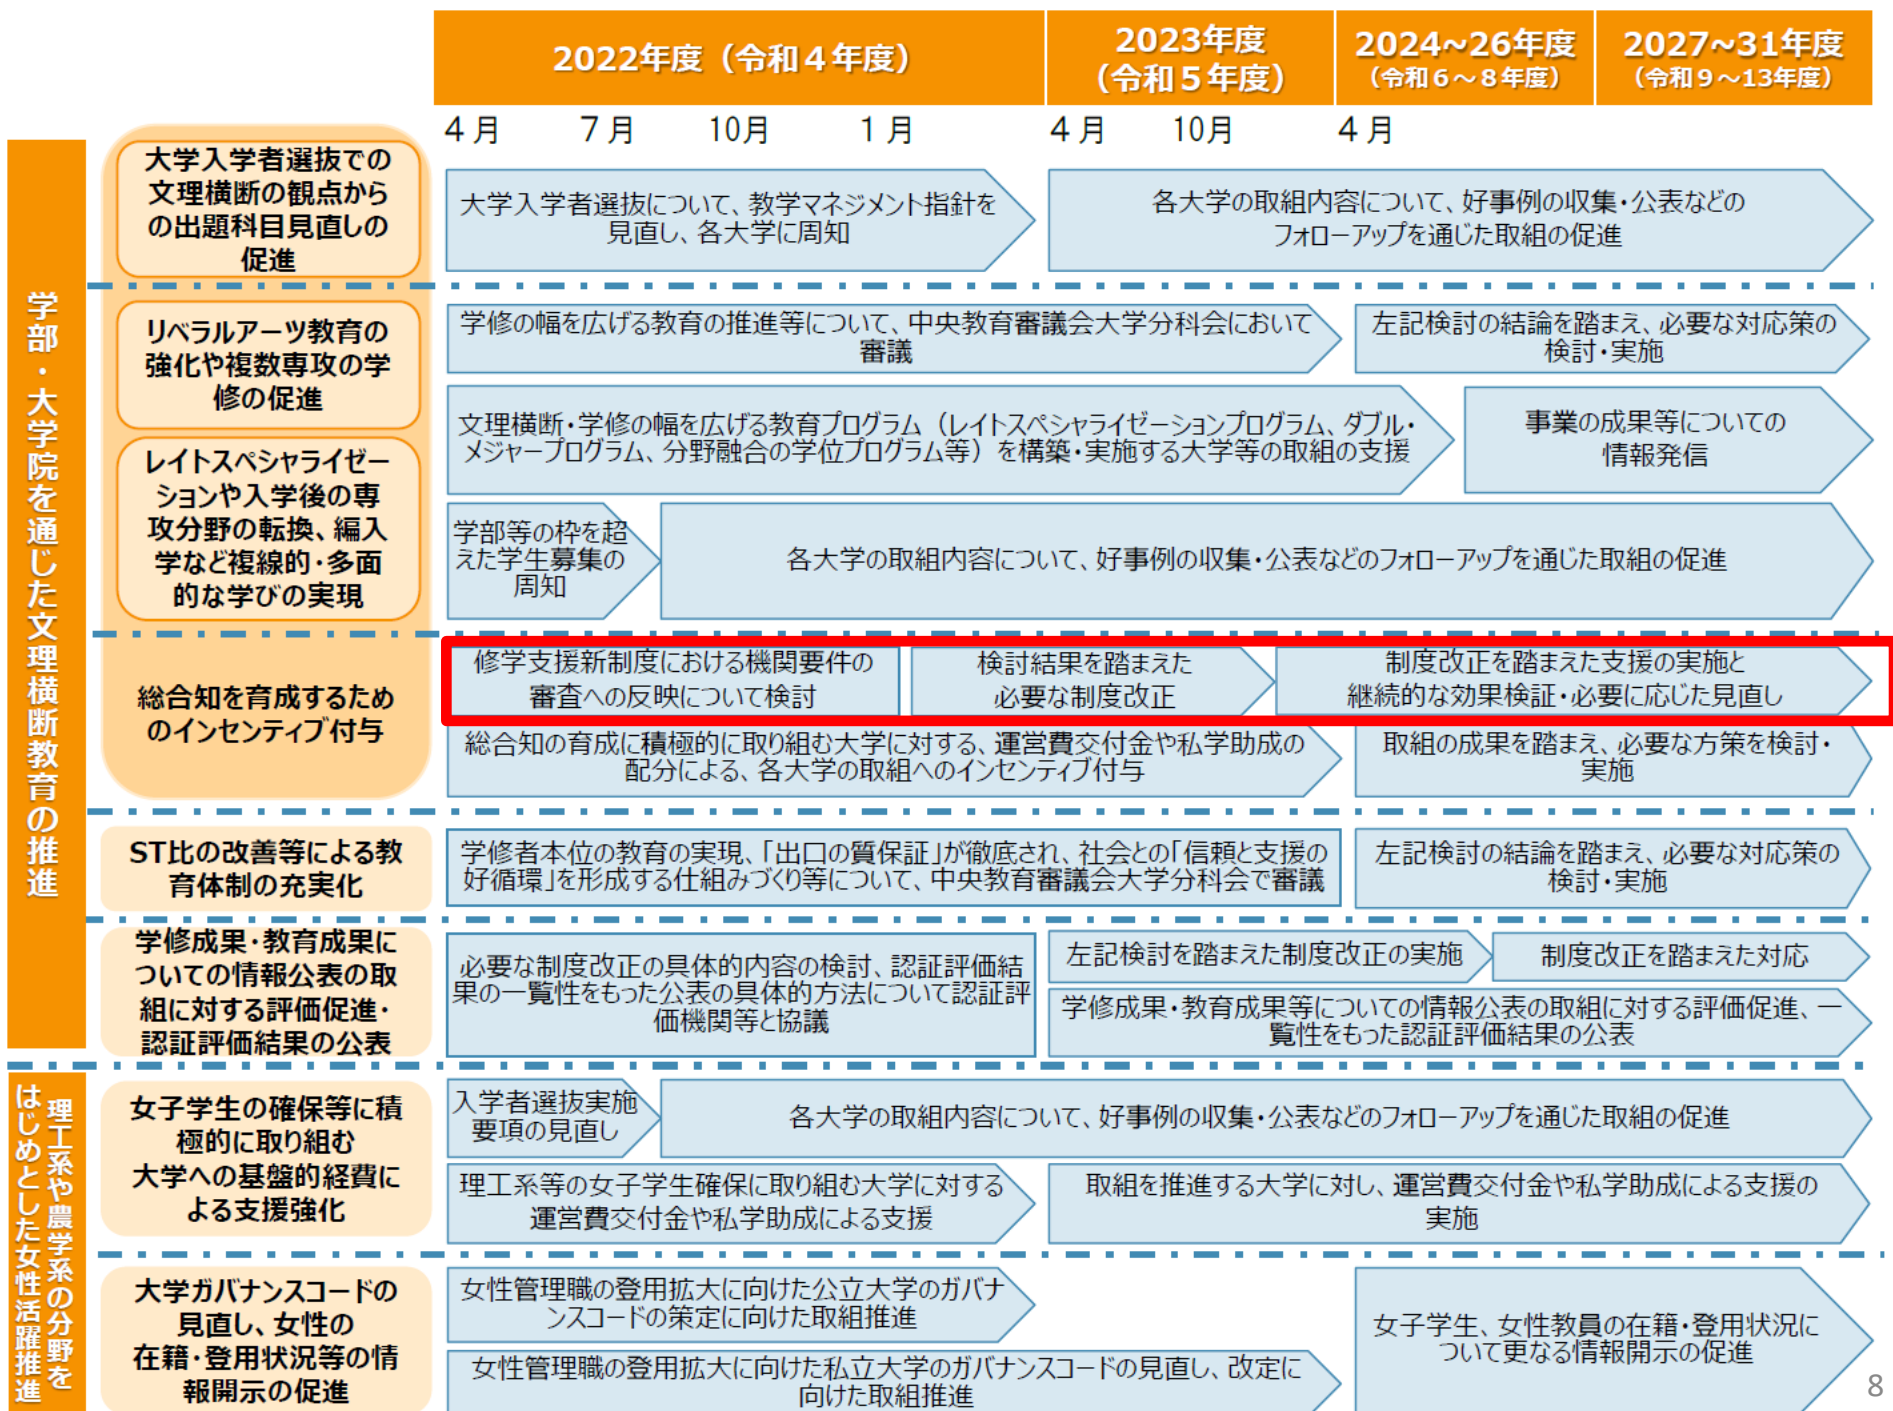 2022年度（令和４年度）
2023年度
（令和５年度）
2024~26年度
（令和６～８年度）
2027~31年度
（令和９～13年度）
４月
７月
10月
１月
４月
10月
４月
学部・大学院を通じた文理横断教育の推進
大学入学者選抜での
文理横断の観点から
の出題科目見直しの
促進
大学入学者選抜について、教学マネジメント指針を
見直し、各大学に周知
各大学の取組内容について、好事例の収集・公表などの
フォローアップを通じた取組の促進
リベラルアーツ教育の
強化や複数専攻の学
修の促進
学修の幅を広げる教育の推進等について、中央教育審議会大学分科会において
審議
左記検討の結論を踏まえ、必要な対応策の
検討・実施
文理横断・学修の幅を広げる教育プログラム（レイトスペシャライゼーションプログラム、ダブル・
メジャープログラム、分野融合の学位プログラム等）を構築・実施する大学等の取組の支援
事業の成果等についての
情報発信
レイトスペシャライゼー
ションや入学後の専
攻分野の転換、編入
学など複線的・多面
的な学びの実現
学部等の枠を超
えた学生募集の
周知
各大学の取組内容について、好事例の収集・公表などのフォローアップを通じた取組の促進
総合知を育成するため
のインセンティブ付与
修学支援新制度における機関要件の
審査への反映について検討
検討結果を踏まえた
必要な制度改正
制度改正を踏まえた支援の実施と
継続的な効果検証・必要に応じた見直し
総合知の育成に積極的に取り組む大学に対する、運営費交付金や私学助成の
配分による、各大学の取組へのインセンティブ付与
取組の成果を踏まえ、必要な方策を検討・
実施
ST比の改善等による教
育体制の充実化
学修者本位の教育の実現、「出口の質保証」が徹底され、社会との「信頼と支援の
好循環」を形成する仕組みづくり等について、中央教育審議会大学分科会で審議
左記検討の結論を踏まえ、必要な対応策の
検討・実施
学修成果・教育成果に
ついての情報公表の取
組に対する評価促進・
認証評価結果の公表
必要な制度改正の具体的内容の検討、認証評価結
果の一覧性をもった公表の具体的方法について認証評
価機関等と協議
左記検討を踏まえた制度改正の実施
制度改正を踏まえた対応
学修成果・教育成果等についての情報公表の取組に対する評価促進、一
覧性をもった認証評価結果の公表
理工系や農学系の分野を
はじめとした女性活躍推進
女子学生の確保等に積
極的に取り組む
大学への基盤的経費に
よる支援強化
入学者選抜実施
要項の見直し
各大学の取組内容について、好事例の収集・公表などのフォローアップを通じた取組の促進
理工系等の女子学生確保に取り組む大学に対する
運営費交付金や私学助成による支援
取組を推進する大学に対し、運営費交付金や私学助成による支援の
実施
大学ガバナンスコードの
見直し、女性の
在籍・登用状況等の情
報開示の促進
女性管理職の登用拡大に向けた公立大学のガバナ
ンスコードの策定に向けた取組推進
女性管理職の登用拡大に向けた私立大学のガバナンスコードの見直し、改定に
向けた取組推進
女子学生、女性教員の在籍・登用状況に
ついて更なる情報開示の促進
8